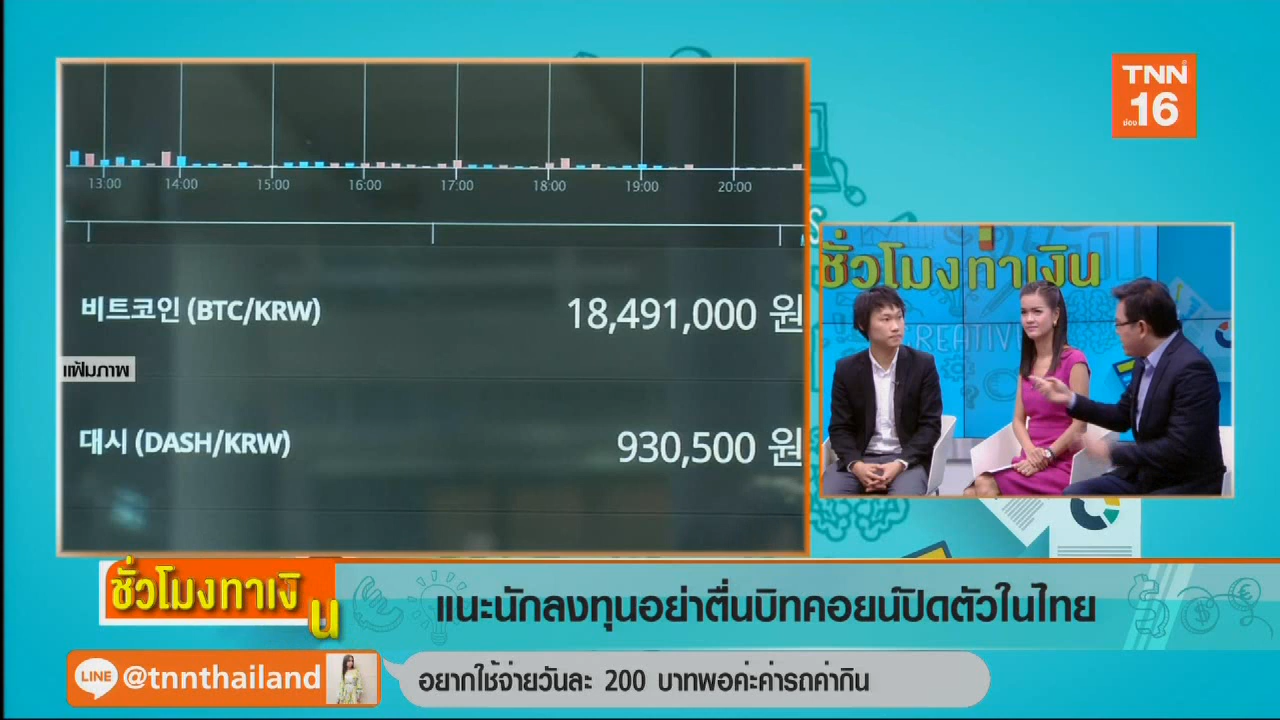 TNN
ช่อง 16
13:00 14:00 15:00 16:00 17:00 18:00 19:00 20:00
비트코인 (BTC/KRW) 18,491,000 원
แฟ้มภาพ
대시 (DASH/KRW) 930,500 원
ชั่วโมงทำเงิน
CREATIVE
ชั่วโมงทำเงิน
แนะนักลงทุนอย่าตื่นบิทคอยน์ปิดตัวในไทย
LINE @tnnthailand
อยากใช้จ่ายวันละ 200 บาทพอค่ะค่ารถค่ากิน